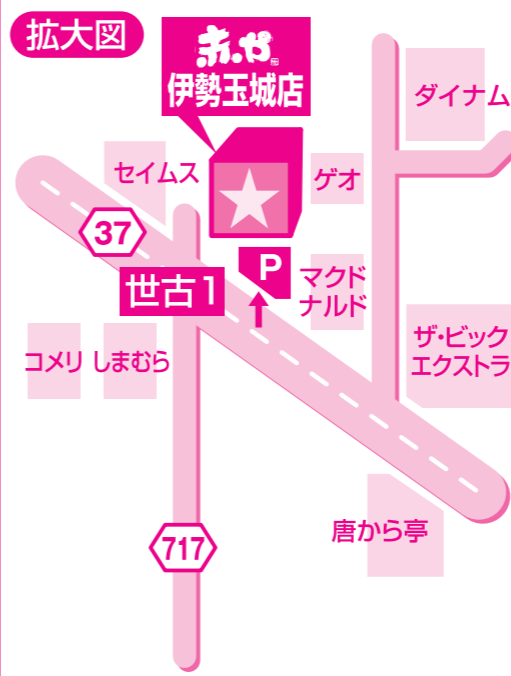 拡大図
赤.や
伊勢玉城店
ダイナム
セイムス
ゲオ
37
P
世古1
マクド
ナルド
ザ・ビック
エクストラ
コメリ
しまむら
唐から亭
717